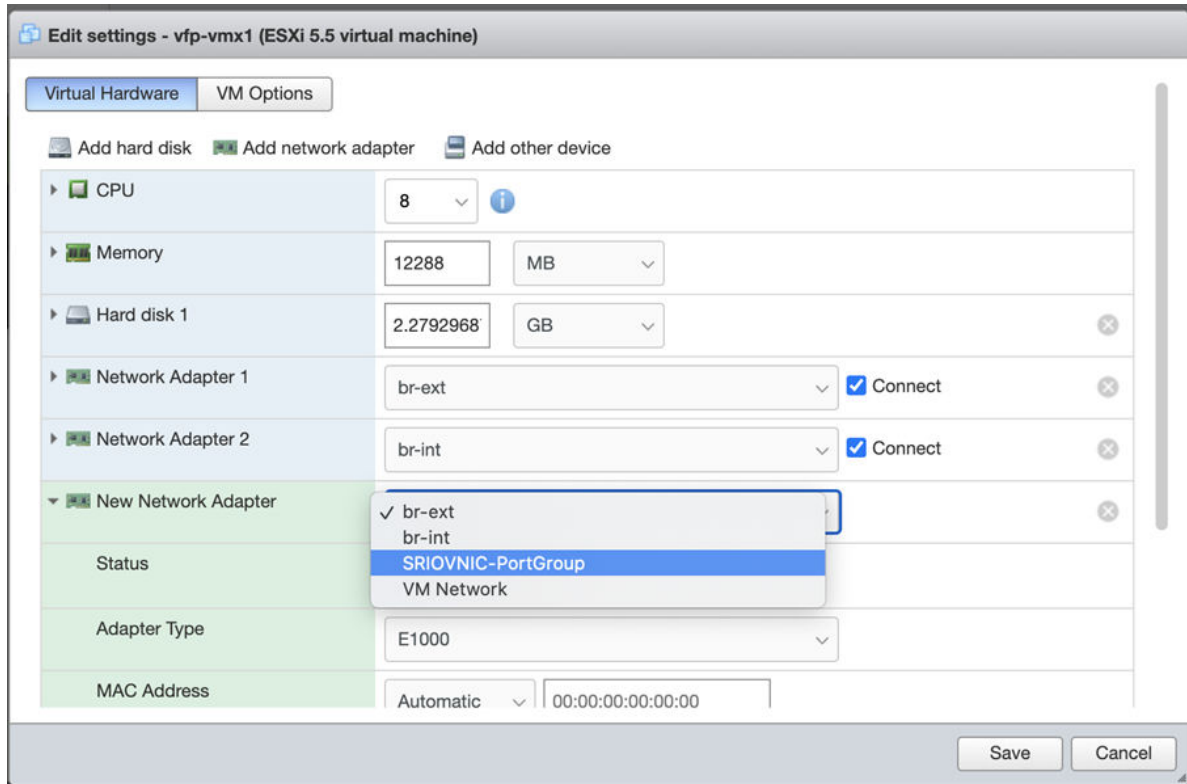 Edit settings - vfp-vmx1 (ESXi 5.5 virtual machine)
Virtual Hardware VM Options
Add hard disk Add network adapter Add other device
CPU 8
Memory 12288 MB
Hard disk 1 2.2792968 GB
Network Adapter 1 br-ext Connect
Network Adapter 2 br-int Connect
New Network Adapter ✓ br-ext
br-int
Status SRIOVNIC-PortGroup
VM Network
Adapter Type E1000
MAC Address Automatic 00:00:00:00:00:00
Save Cancel